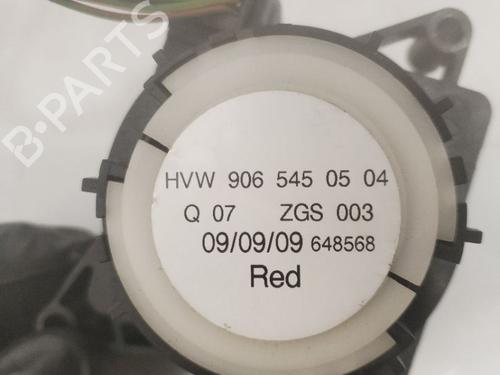 B-PARTS
HVW 906 545 05 04
Q 07 ZGS 003
09/09/09 648568
Red